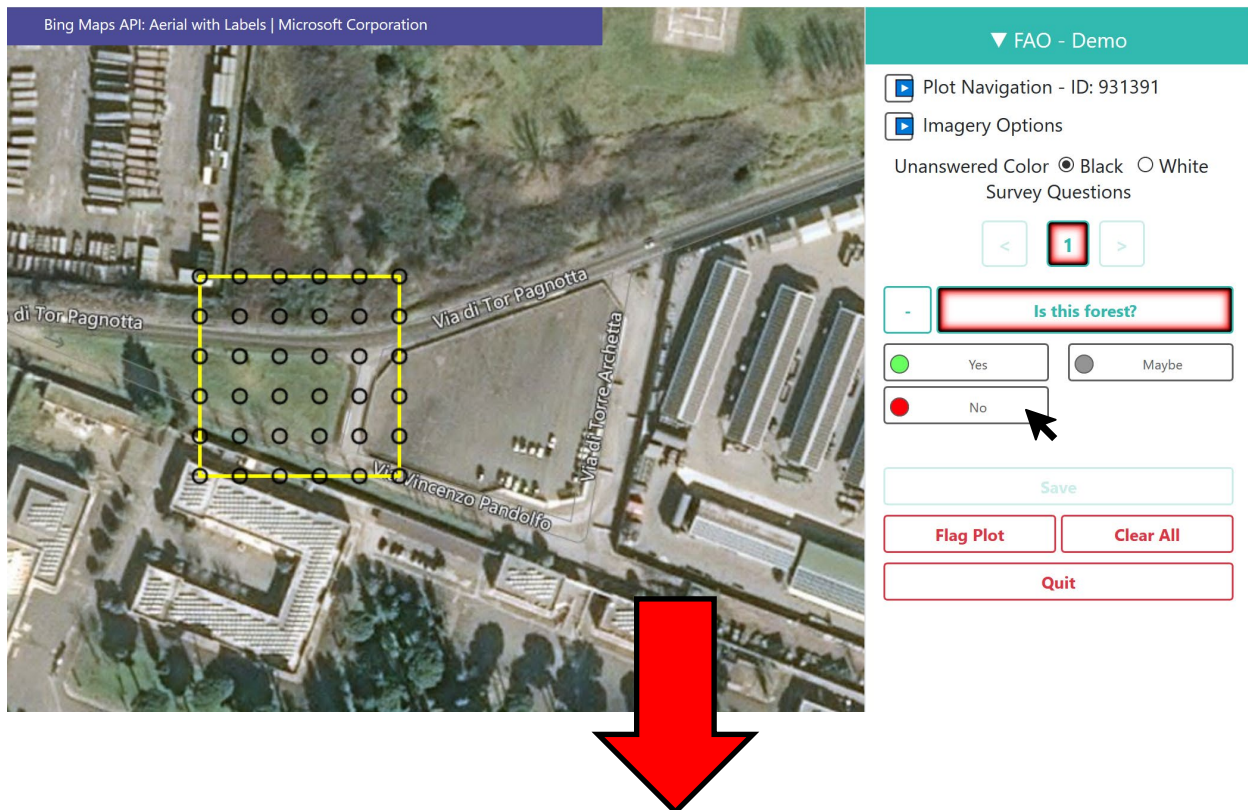 Bing Maps API: Aerial with Labels | Microsoft Corporation
▼ FAO - Demo
Plot Navigation - ID: 931391
Imagery Options
Unanswered Color Black White
Survey Questions
< 1 >
- Is this forest?
Yes
Maybe
No
Save
Flag Plot
Clear All
Quit
di Tor Pagnotta
Via di Tor Pagnotta
Via di Torre Archetta
Via Vincenzo Pandolfo